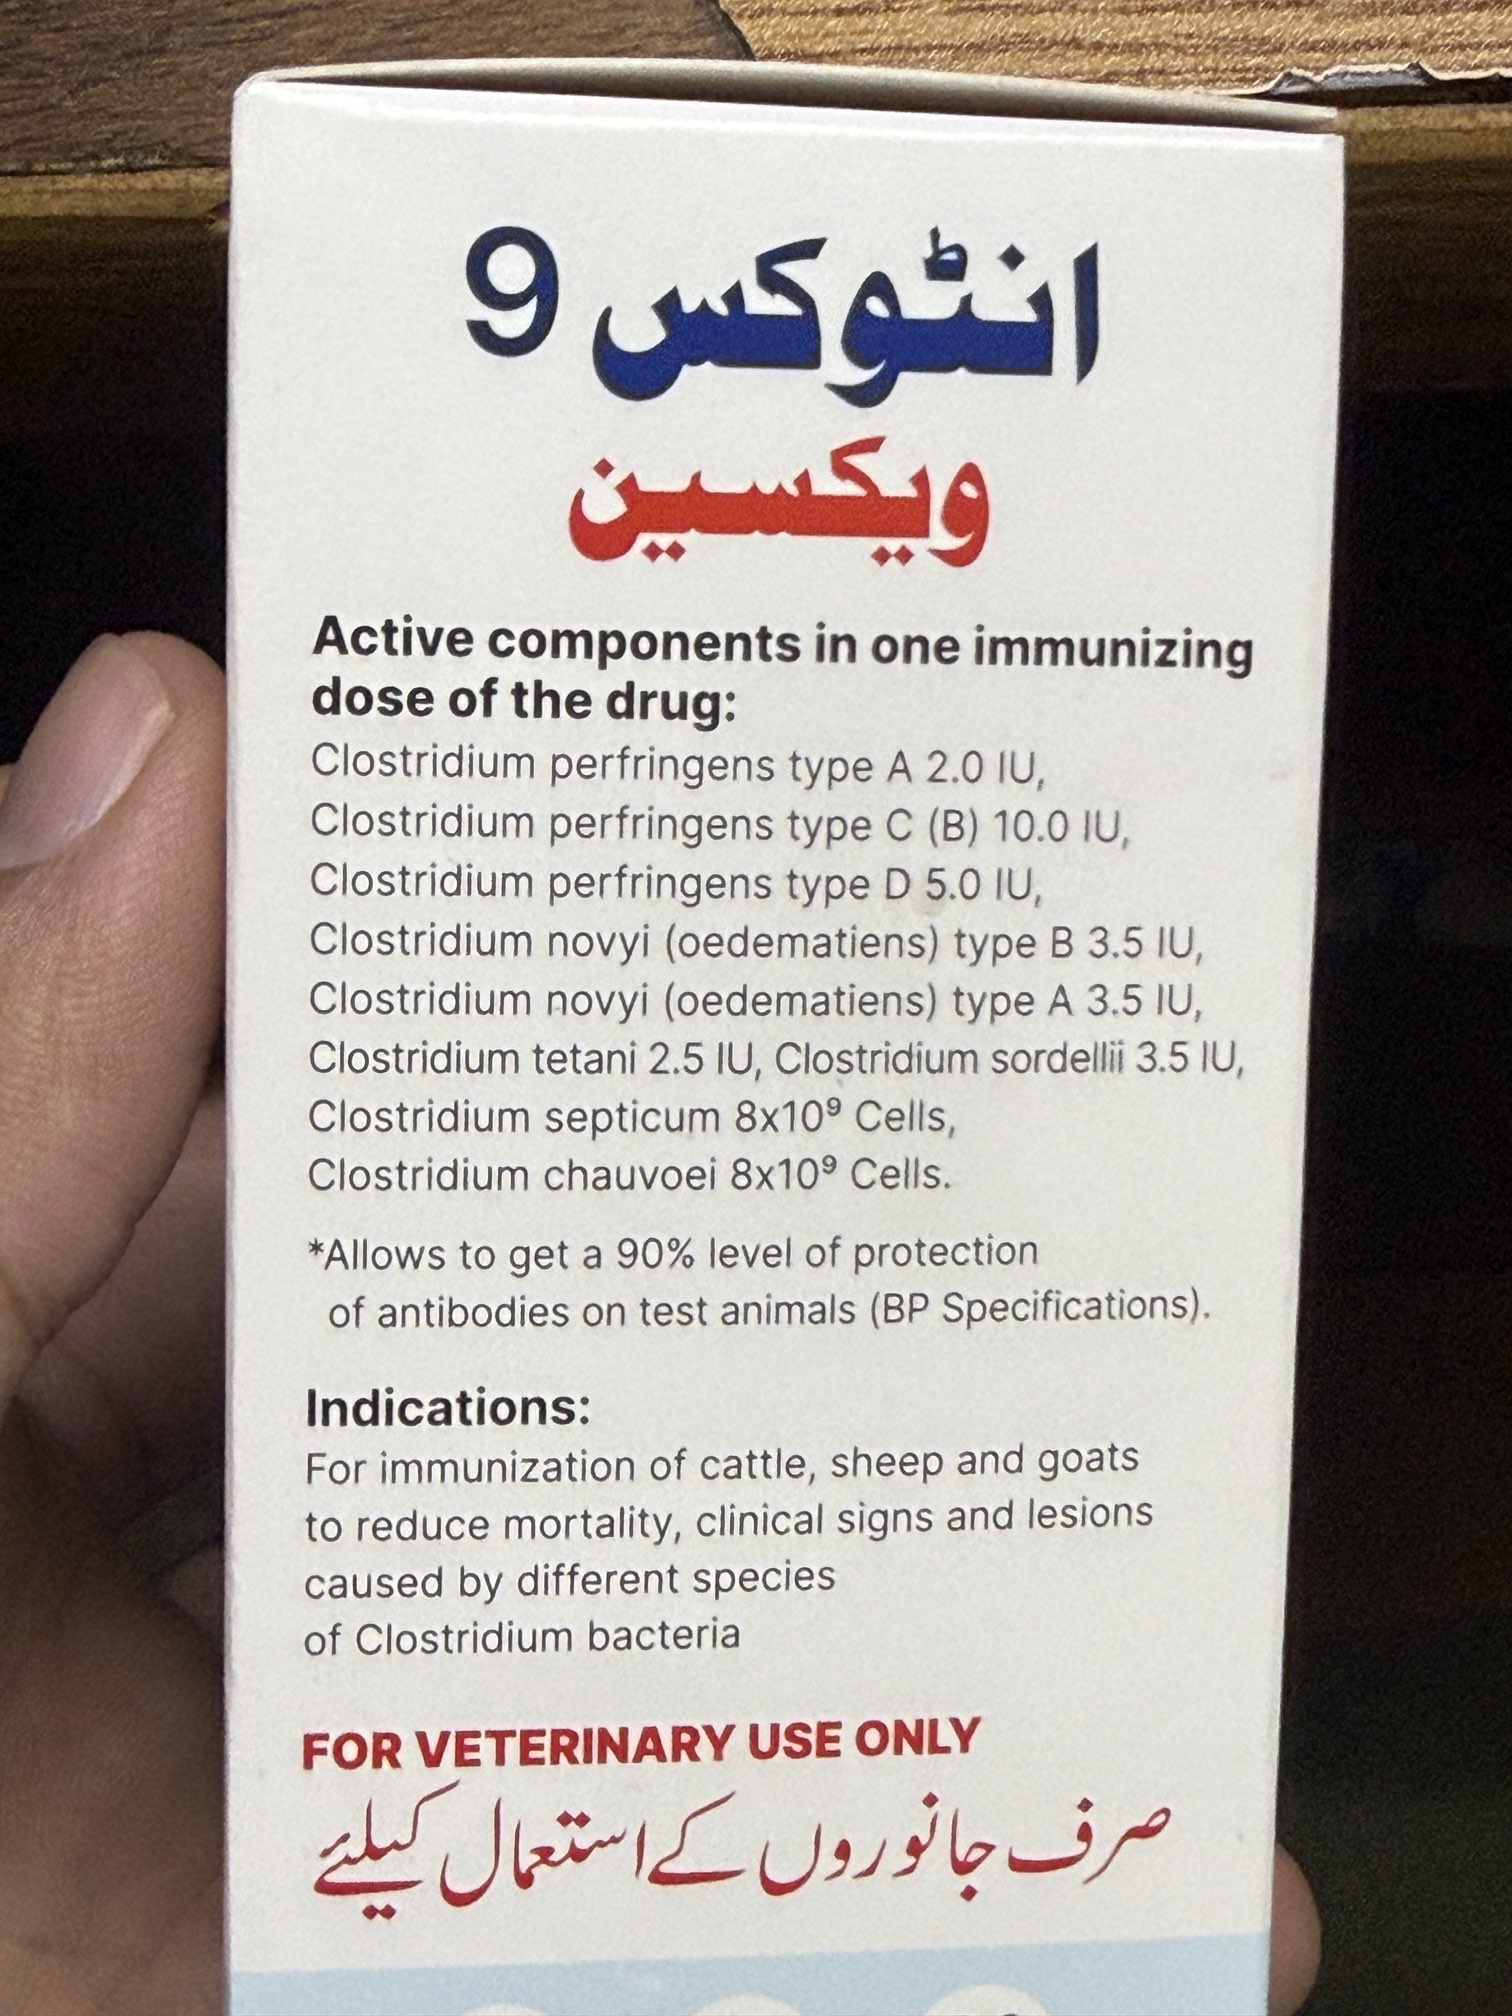 انٹوکس 9
ویکسین
Active components in one immunizing
dose of the drug:
Clostridium perfringens type A 2.0 IU,
Clostridium perfringens type C (B) 10.0 IU,
Clostridium perfringens type D 5.0 IU,
Clostridium novyi (oedematiens) type B 3.5 IU,
Clostridium novyi (oedematiens) type A 3.5 IU,
Clostridium tetani 2.5 IU, Clostridium sordellii 3.5 IU,
Clostridium septicum 8x10⁹ Cells,
Clostridium chauvoei 8x10⁹ Cells.
*Allows to get a 90% level of protection
of antibodies on test animals (BP Specifications).
Indications:
For immunization of cattle, sheep and goats
to reduce mortality, clinical signs and lesions
caused by different species
of Clostridium bacteria
FOR VETERINARY USE ONLY
صرف جانوروں کے استعمال کیلئے